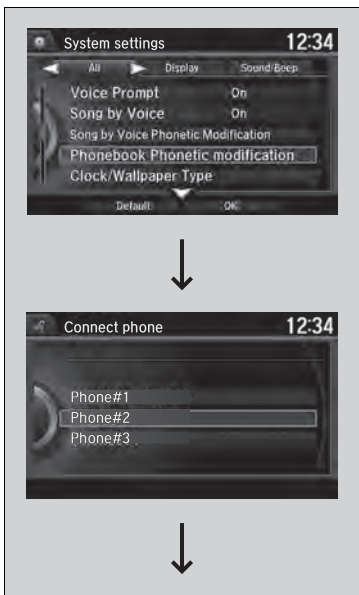 System settings 12:34
All Display Sound/Beep
Voice Prompt On
Song by Voice On
Song by Voice Phonetic Modification
Phonebook Phonetic modification
Clock/Wallpaper Type
Default OK
Connect phone 12:34
Phone#1
Phone#2
Phone#3